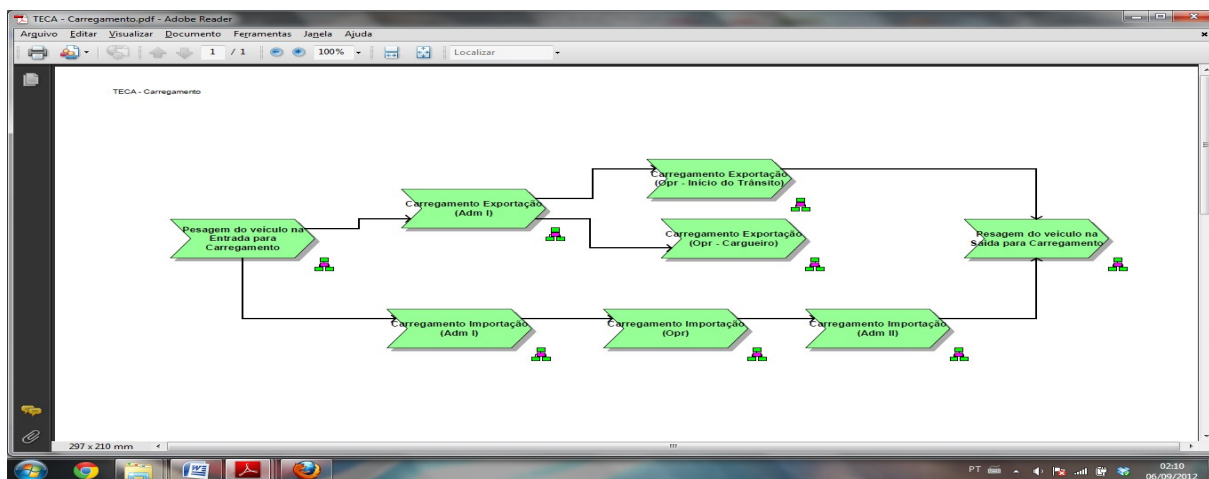 TECA - Carregamento.pdf - Adobe Reader
Arquivo Editar Visualizar Documento Ferramentas Janela Ajuda
1 / 1 100% Localizar
TECA - Carregamento
Carregamento Exportação
(Opr - Início do Trânsito)
Carregamento Exportação
(Adm I)
Pesagem do veiculo na
Entrada para
Carregamento
Carregamento Exportação
(Opr - Cargueiro)
Pesagem do veiculo na
Saída para Carregamento
Carregamento Importação
(Adm I)
Carregamento Importação
(Opr)
Carregamento Importação
(Adm II)
297 x 210 mm
PT 02:10
06/09/2012